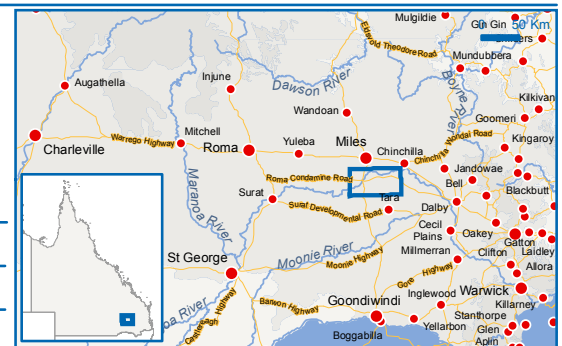 Mulgildie
Gin Gin
50 Km
Eidsvold Theodore Road
Mundubbera
Augathella
Injune
Dawson River
Boyne River
Kilkivan
Wandoan
Goomeri
Warrego Highway
Mitchell
Charleville
Roma
Yuleba
Miles
Chinchilla
Chinchilla Wondai Road
Kingaroy
Jandowae
Bell
Blackbutt
Maranoa River
Roma Condamine Road
Surat
Tara
Surat Developmental Road
Dalby
Cecil Plains
Oakey
Gatton
Laidley
Moonie River
Moonie Highway
Millmerran
Clifton
Allora
St George
Gore Highway
Inglewood
Warwick
Killarney
Barwon Highway
Goondiwindi
Stanthorpe
Carnarvon Highway
Boggabilla
Yellarbon
Glen Aplin
oa River